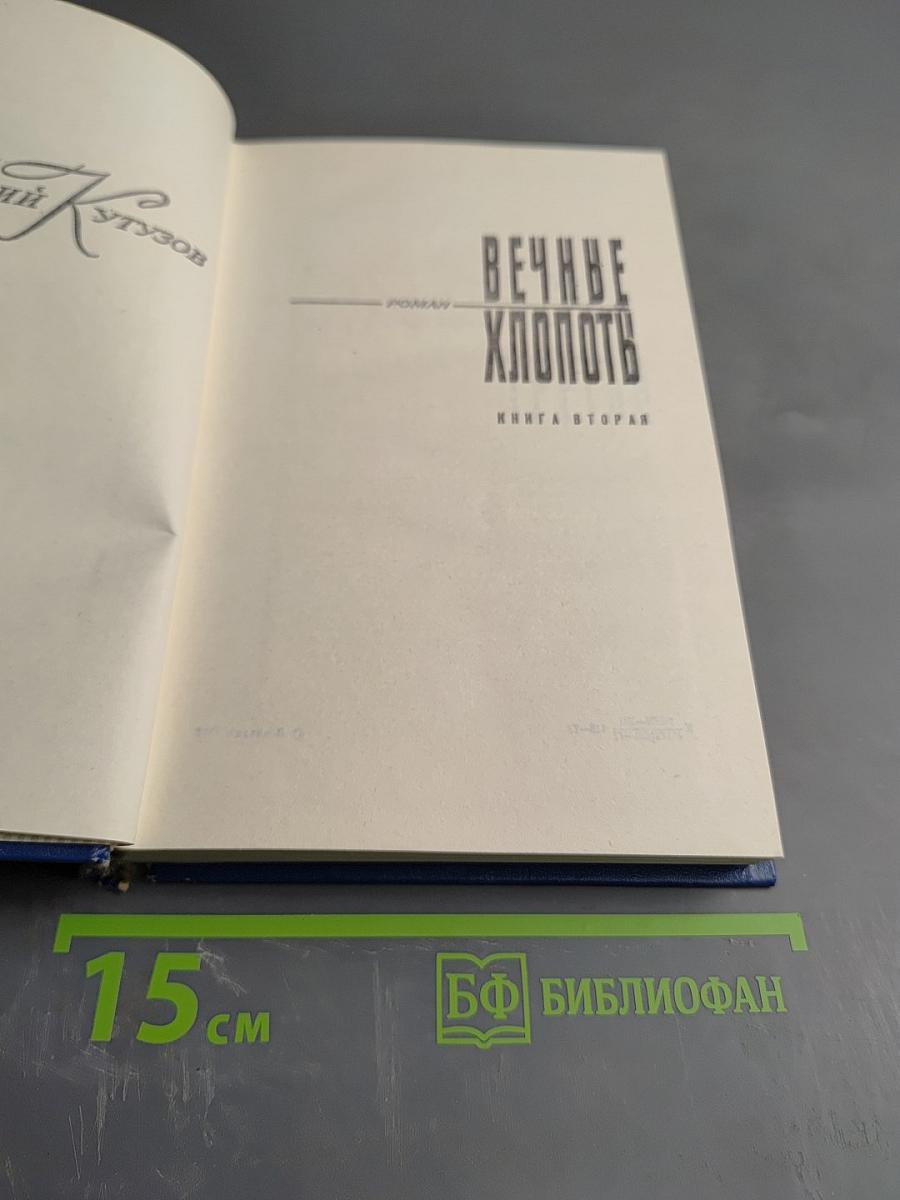 ий Кутузов
ВЕЧНЫЕ
РОМАН
ХЛОПОТЫ
КНИГА ВТОРАЯ
15 см
БФ БИБЛИОФАН